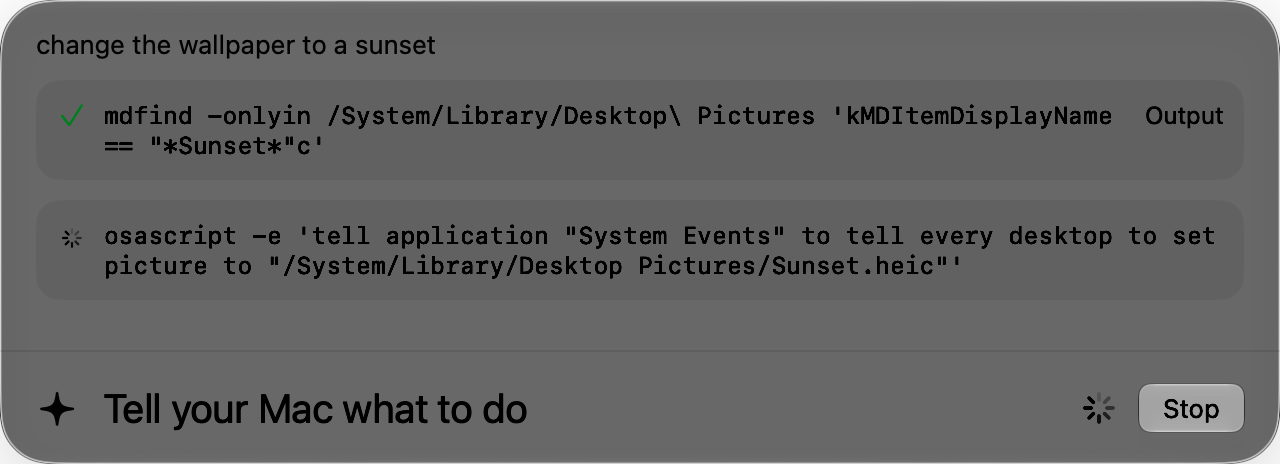 change the wallpaper to a sunset
mdfind -onlyin /System/Library/Desktop\ Pictures 'kMDItemDisplayName
== "*Sunset*"c'
Output
osascript -e 'tell application "System Events" to tell every desktop to set
picture to "/System/Library/Desktop Pictures/Sunset.heic"'
Tell your Mac what to do
Stop